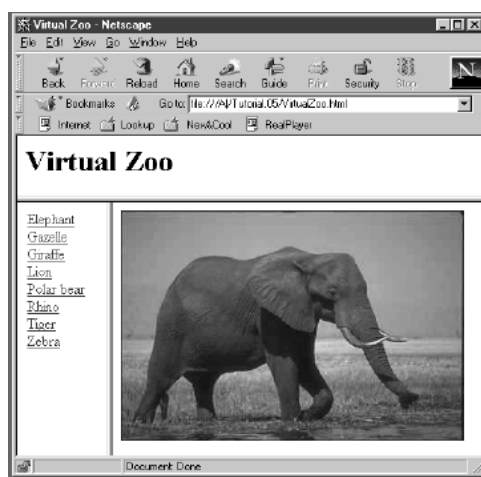 Virtual Zoo - Netscape
File Edit View Go Window Help
Back Forward Reload Home Search Guide Print Security Stop
N
Bookmarks Go to: file:///A|/Tutorial.05/VirtualZoo.html
Internet Lookup New&Cool RealPlayer
Virtual Zoo
Elephant
Gazelle
Giraffe
Lion
Polar bear
Rhino
Tiger
Zebra
Document Done